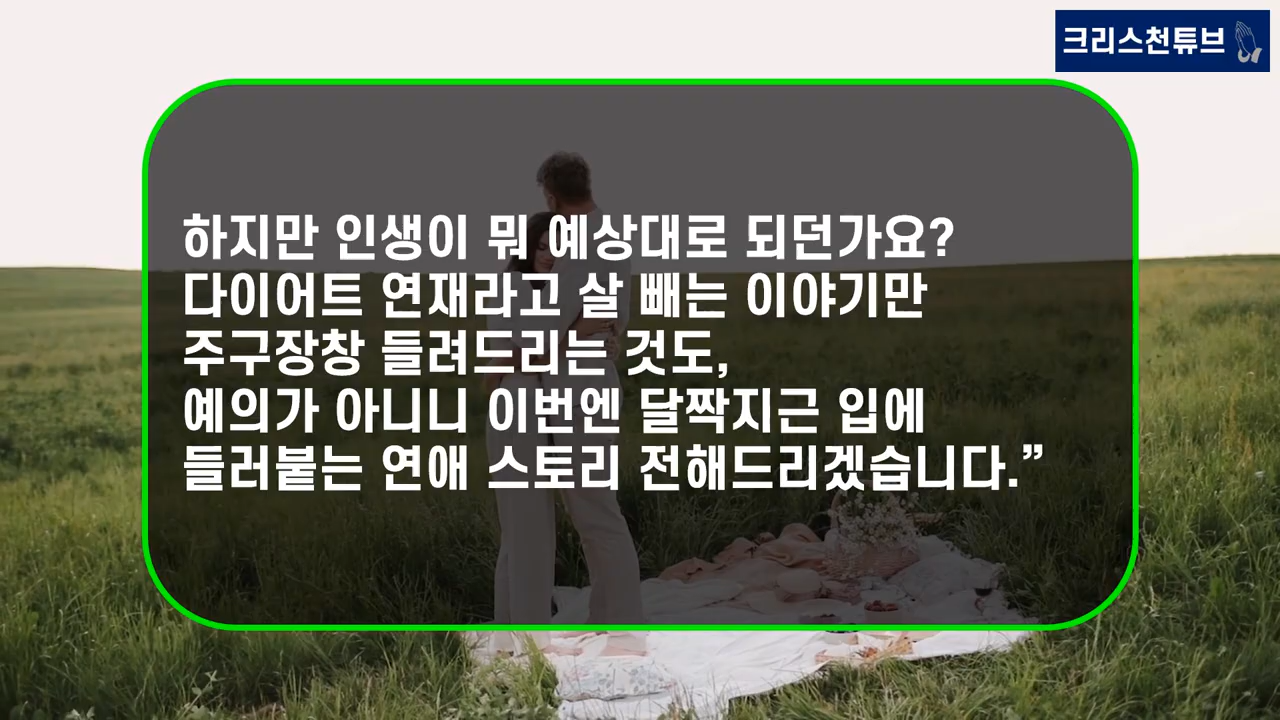 크리스천튜브
하지만 인생이 뭐 예상대로 되던가요?
다이어트 연재라고 살 빼는 이야기만
주구장창 들려드리는 것도,
예의가 아니니 이번엔 달짝지근 입에
들러붙는 연애 스토리 전해드리겠습니다.”